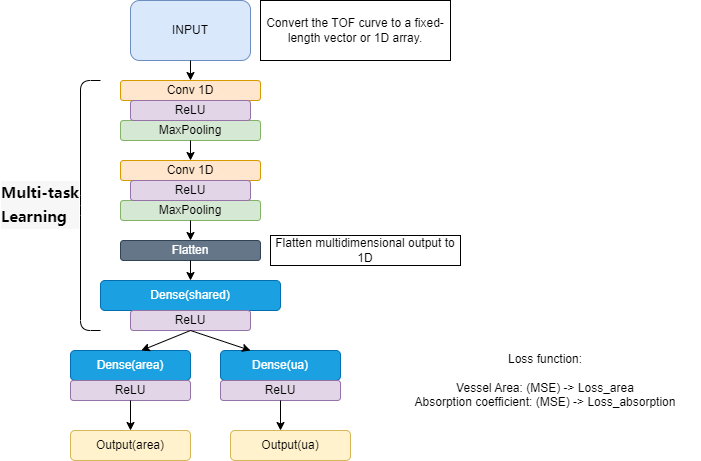 INPUT
Convert the TOF curve to a fixed-
length vector or 1D array.
Conv 1D
ReLU
MaxPooling
Conv 1D
ReLU
MaxPooling
Multi-task
Learning
Flatten
Flatten multidimensional output to
1D
Dense(shared)
ReLU
Dense(area)
ReLU
Dense(ua)
ReLU
Output(area)
Output(ua)
Loss function:
Vessel Area: (MSE) -> Loss_area
Absorption coefficient: (MSE) -> Loss_absorption